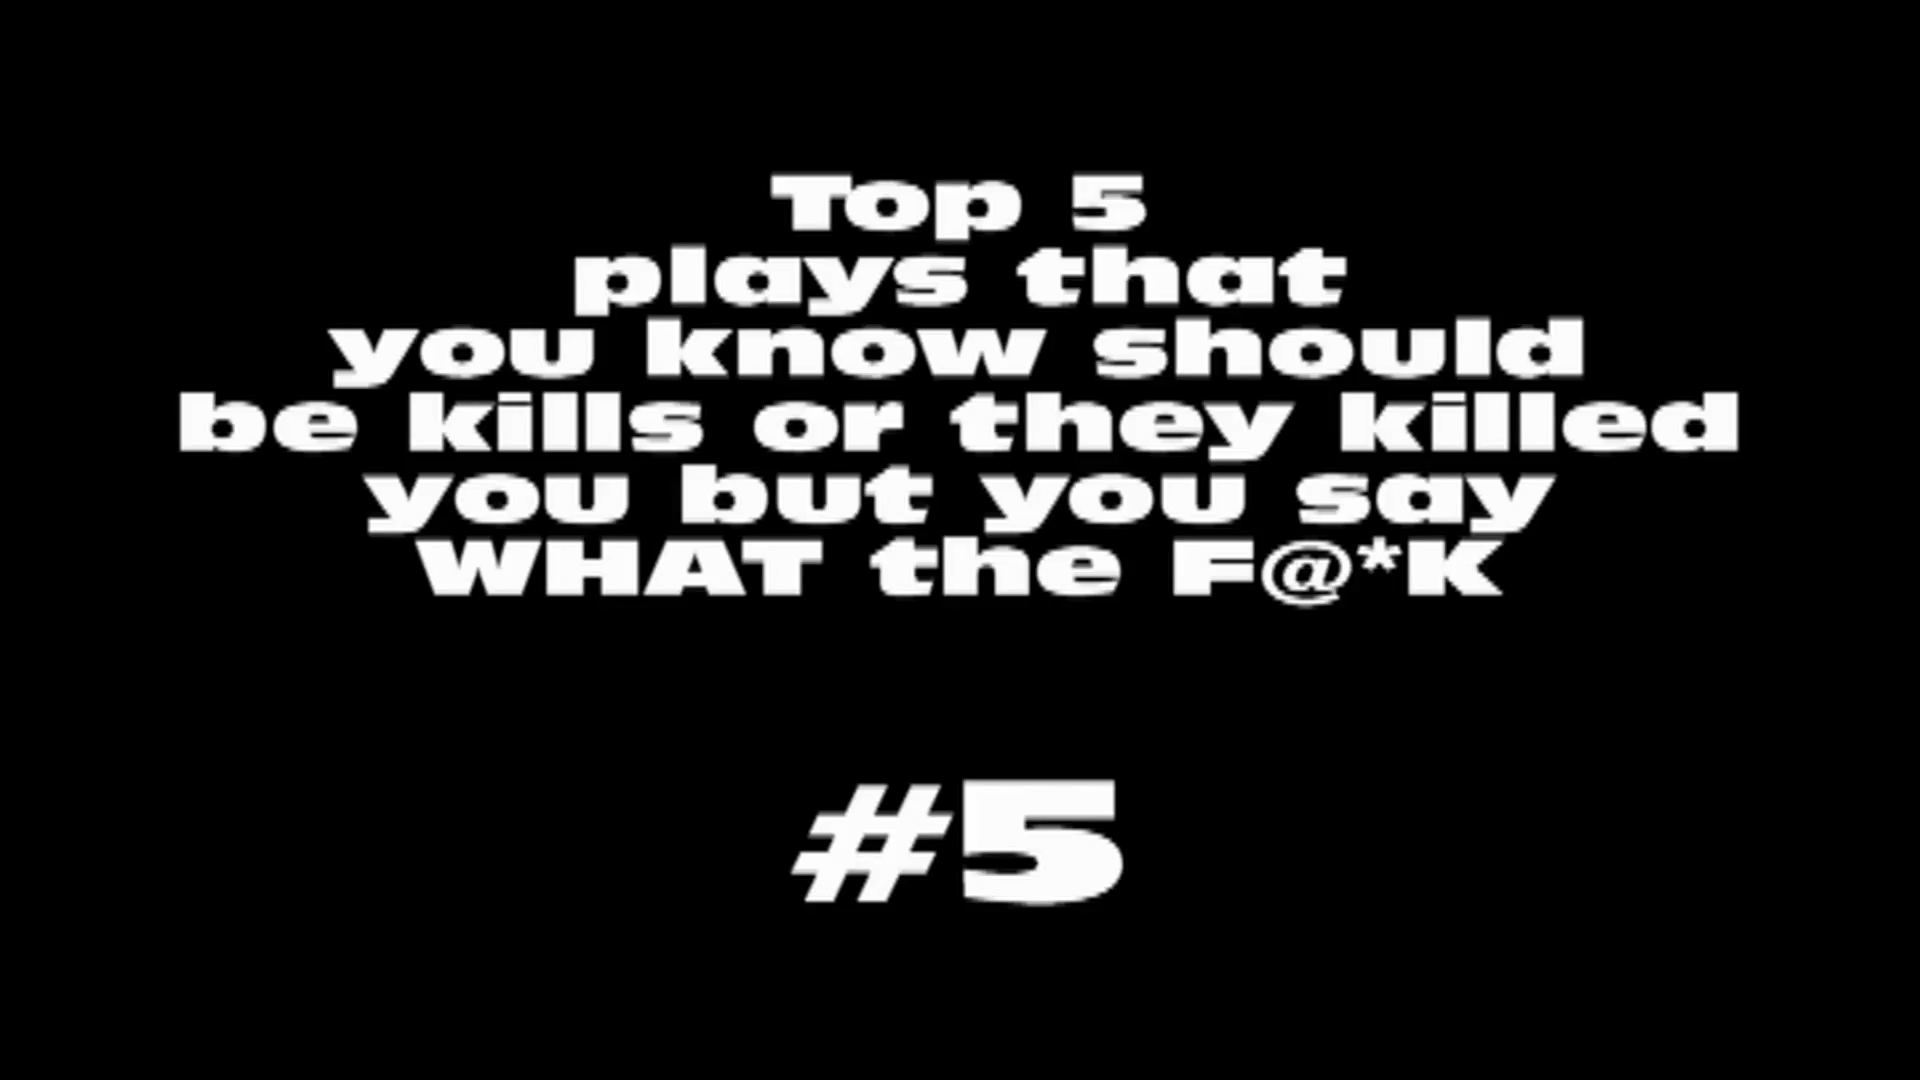 Top 5
plays that
you know should
be kills or they killed
you but you say
WHAT the F@*K
#5